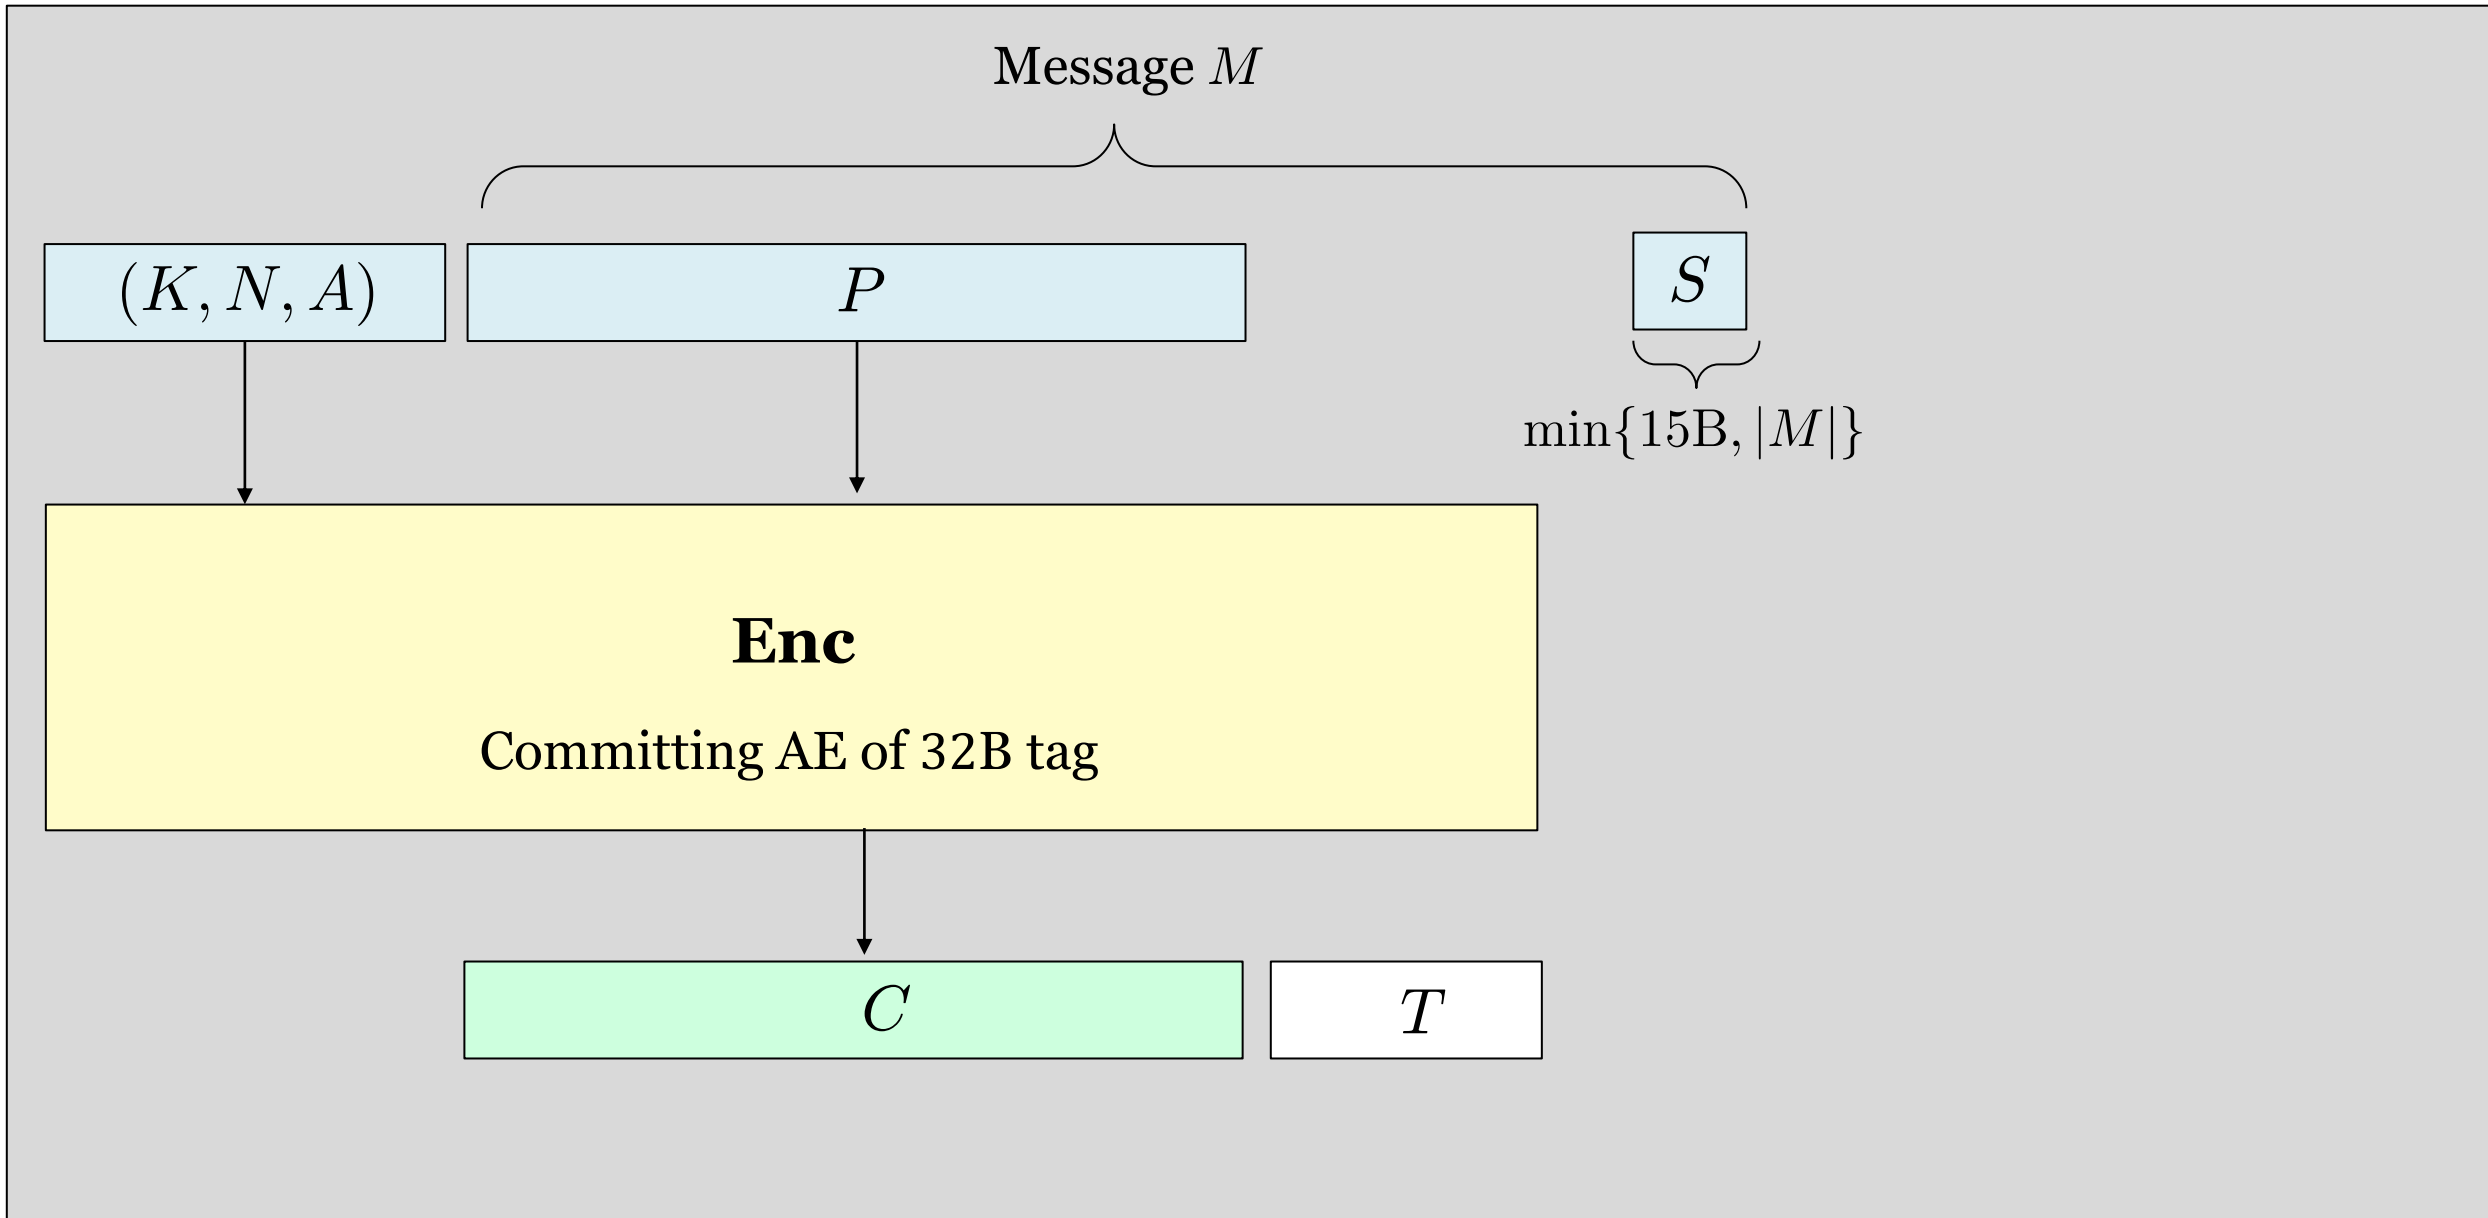 Message M
(K, N, A)
P
S
min{15B, |M|}
Enc
Committing AE of 32B tag
C
T